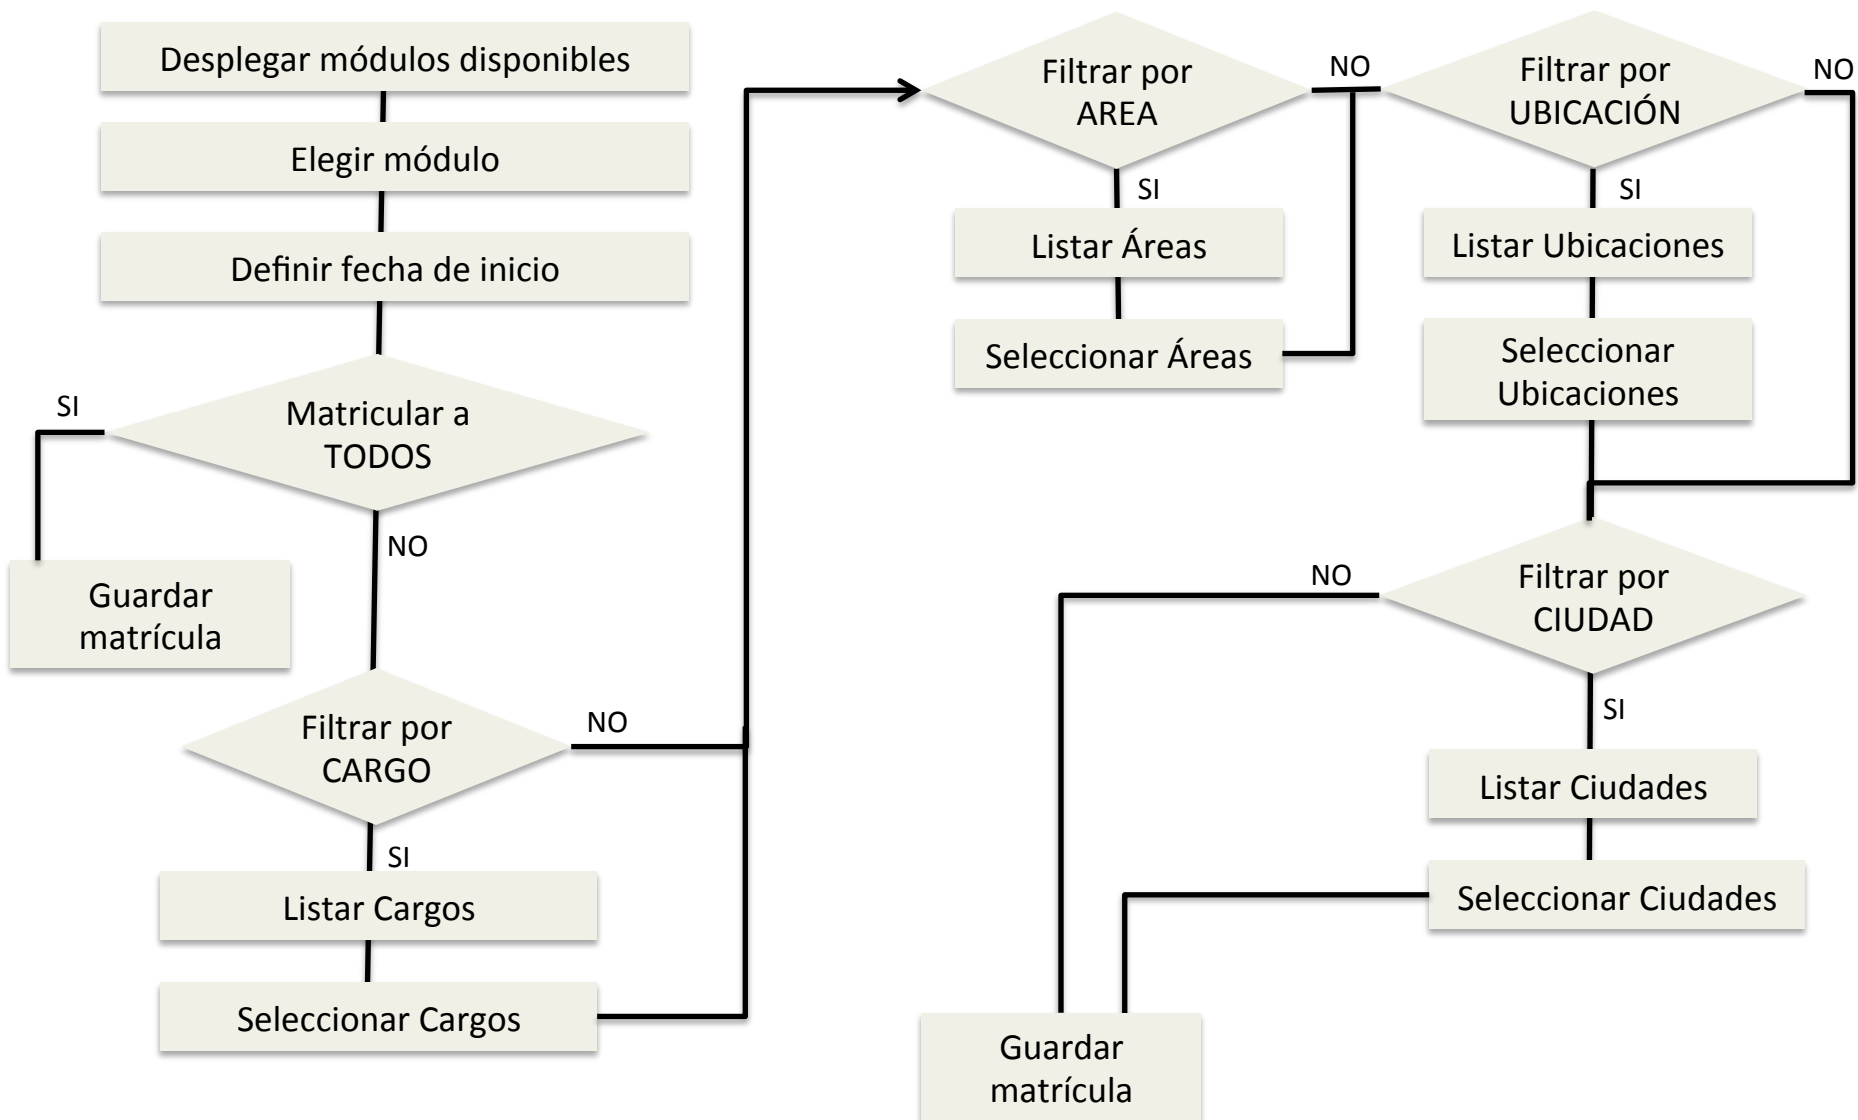 Desplegar módulos disponibles
Elegir módulo
Definir fecha de inicio
Matricular a
TODOS
SI
NO
Guardar
matrícula
Filtrar por
CARGO
NO
SI
Listar Cargos
Seleccionar Cargos
Filtrar por
AREA
NO
SI
Listar Áreas
Seleccionar Áreas
Filtrar por
UBICACIÓN
NO
SI
Listar Ubicaciones
Seleccionar
Ubicaciones
Filtrar por
CIUDAD
NO
SI
Listar Ciudades
Seleccionar Ciudades
Guardar
matrícula